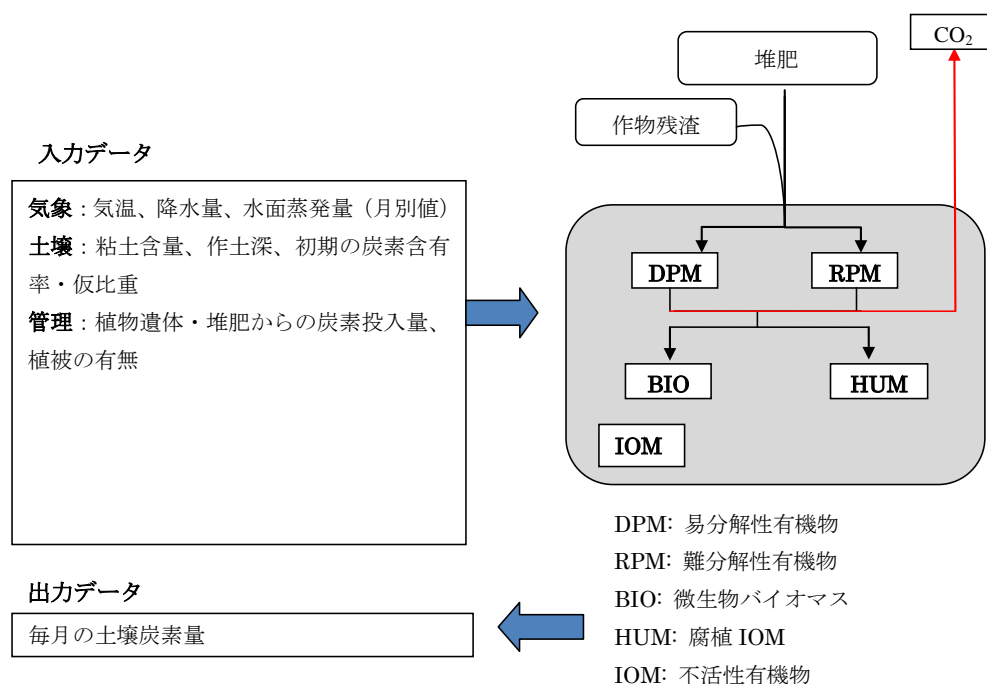 CO₂
堆肥
作物残渣
入力データ
気象：気温、降水量、水面蒸発量（月別値）
土壌：粘土含量、作土深、初期の炭素含有
率・仮比重
管理：植物遺体・堆肥からの炭素投入量、
植被の有無
DPM
RPM
BIO
HUM
IOM
DPM: 易分解性有機物
RPM: 難分解性有機物
BIO: 微生物バイオマス
HUM: 腐植 IOM
IOM: 不活性有機物
出力データ
毎月の土壌炭素量